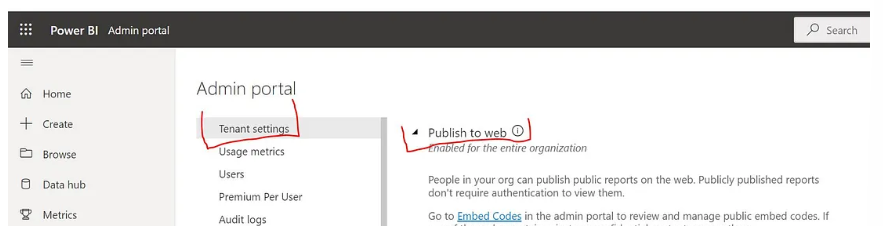 Power BI Admin portal
Search
Home
Create
Browse
Data hub
Metrics
Admin portal
Tenant settings
Usage metrics
Users
Premium Per User
Audit logs
Publish to web
Enabled for the entire organization
People in your org can publish public reports on the web. Publicly published reports
don't require authentication to view them.
Go to Embed Codes in the admin portal to review and manage public embed codes. If